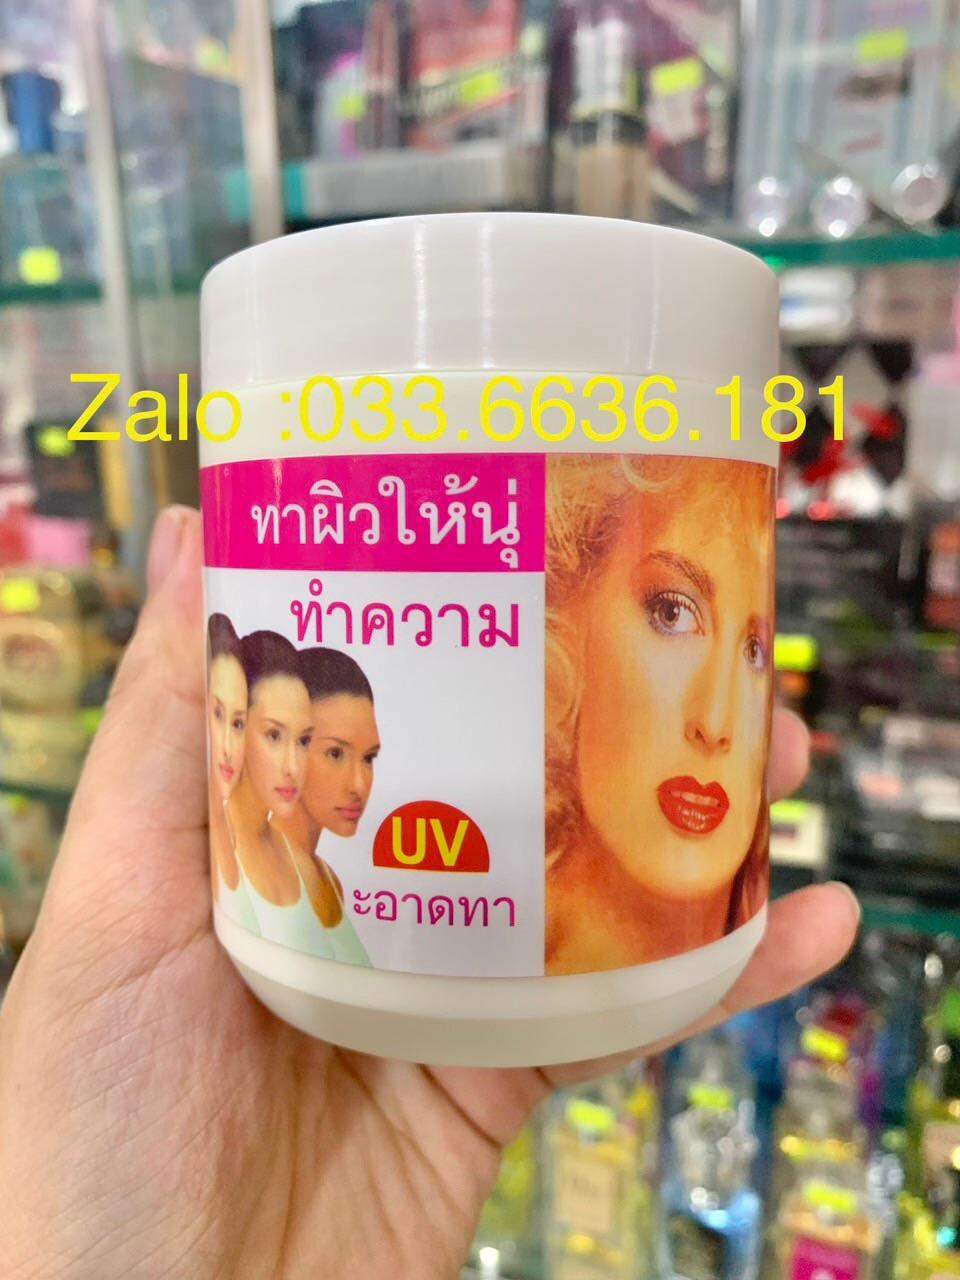 Zalo :033.6636.181
ทาผิวให้นุ่
ทำความ
UV
ะอาดทา